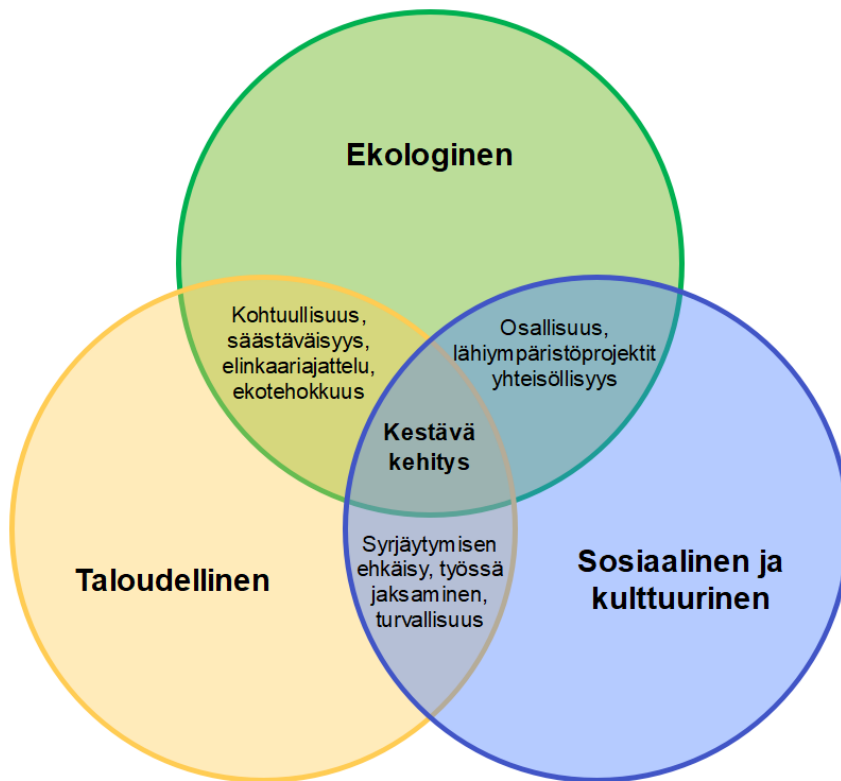 Ekologinen
Kohtuullisuus,
säästäväisyys,
elinkaariajattelu,
ekotehokkuus
Osallisuus,
lähiympäristöprojektit
yhteisöllisyys
Kestävä
kehitys
Taloudellinen
Syrjäytymisen
ehkäisy, työssä
jaksaminen,
turvallisuus
Sosiaalinen ja
kulttuurinen